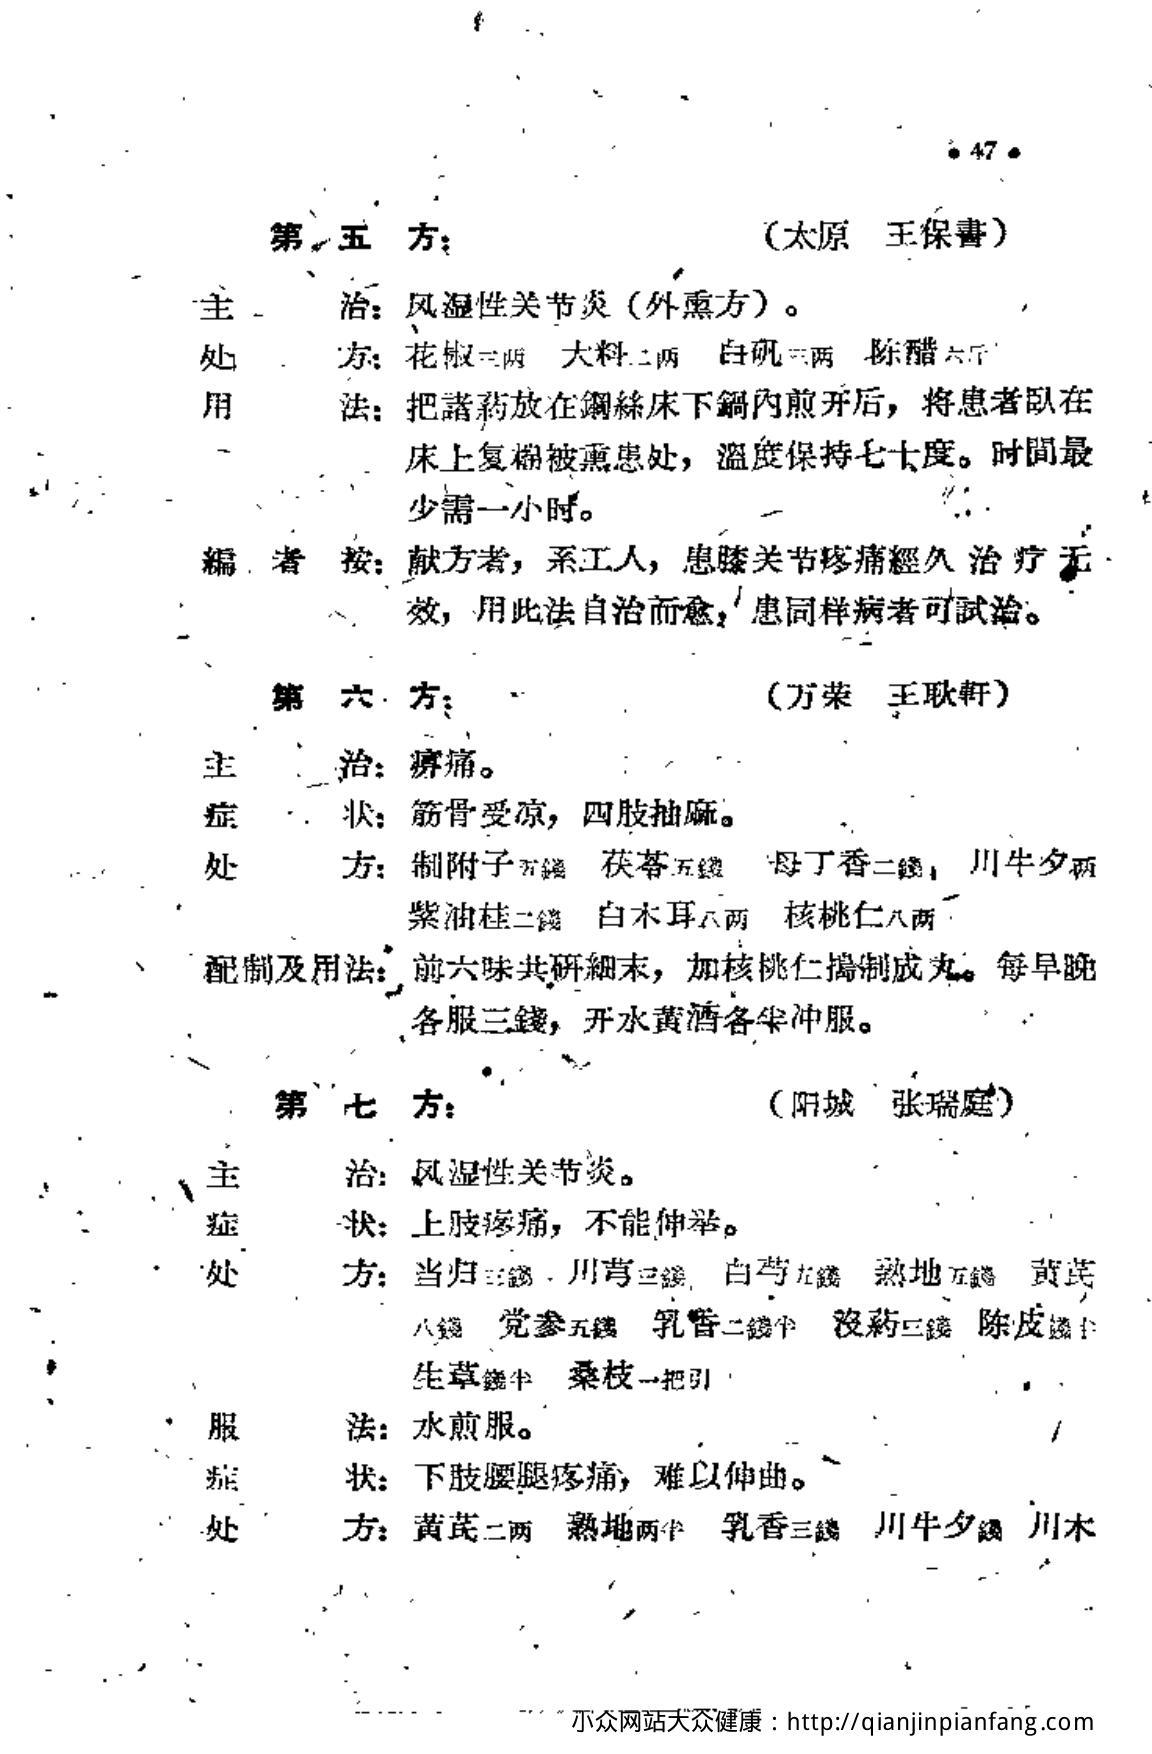 • 47 •
第 五 方： （太原 王保書）
主 治：风湿性关节炎（外熏方）。
处 方：花椒三两 大料二两 白矾三两 陈醋六斤
用 法：把諸葯放在鋼絲床下鍋內煎开后，将患者臥在
床上复棉被熏患处，溫度保持七十度。时間最
少需一小时。
編 者 按：献方者，系工人，患膝关节疼痛經久治疗无
效，用此法自治而愈，患同样病者可試治。
第 六 方： （万荣 王耿軒）
主 治：痹痛。
症 状：筋骨受凉，四肢抽麻。
处 方：制附子五錢 茯苓五錢 母丁香二錢 川牛夕两
紫油桂二錢 白木耳八两 核桃仁八两
配制及用法：前六味共研細末，加核桃仁搗制成丸。每早晚
各服三錢，开水黄酒各半冲服。
第 七 方： （阳城 张瑞庭）
主 治：风湿性关节炎。
症 状：上肢疼痛，不能伸举。
处 方：当归三錢 川芎三錢 白芍五錢 熟地五錢 黄芪
八錢 党参五錢 乳香二錢半 沒葯三錢 陈皮錢半
生草錢半 桑枝一把引
服 法：水煎服。
症 状：下肢腰腿疼痛，难以伸曲。
处 方：黄芪二两 熟地两半 乳香三錢 川牛夕錢 川木
小众网站大众健康：http://qianjinpianfang.com